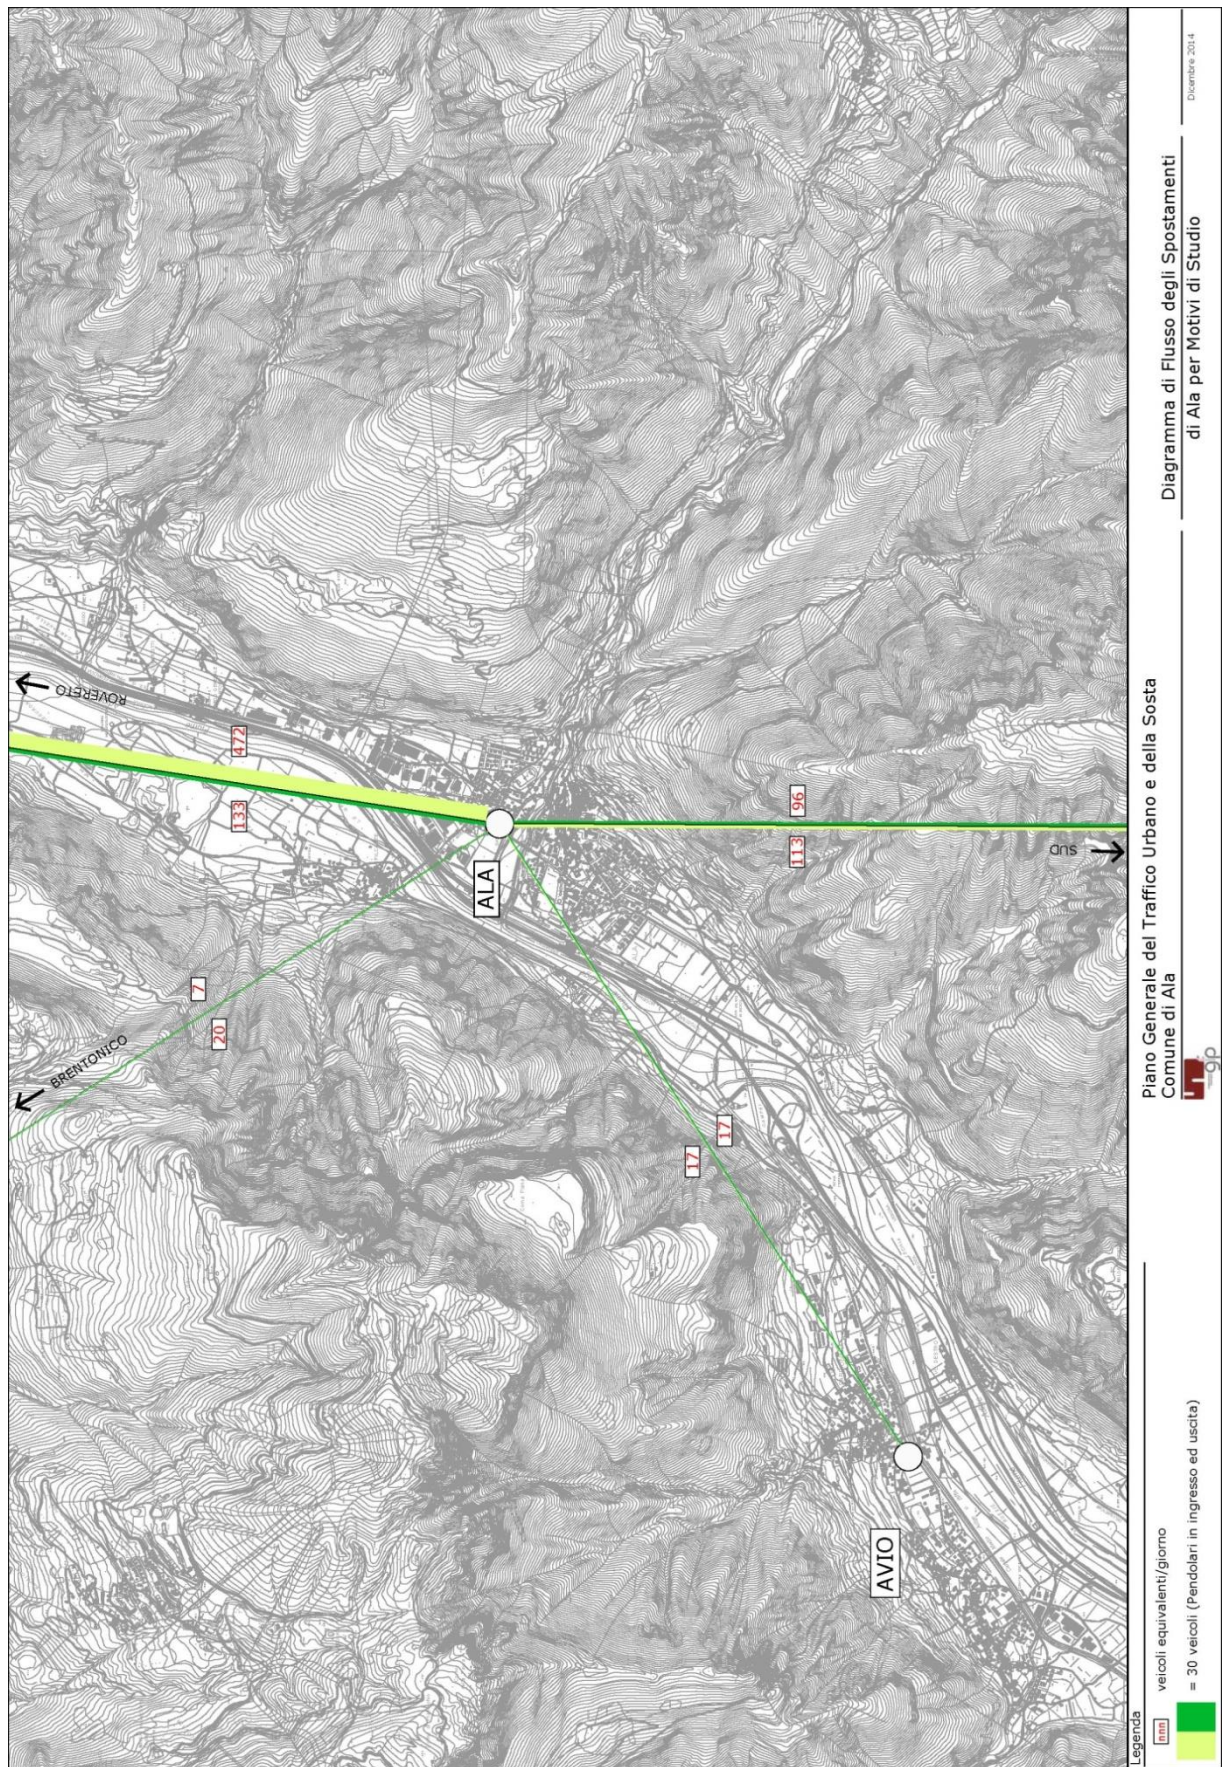 ROVERETO
472
133
ALA
BRENTONICO
7
20
96
113
SUD
17
17
AVIO
Legenda
nnn veicoli equivalenti/giorno
= 30 veicoli (Pendolari in ingresso ed uscita)
Piano Generale del Traffico Urbano e della Sosta
Comune di Ala
Diagramma di Flusso degli Spostamenti
di Ala per Motivi di Studio
Dicembre 2014